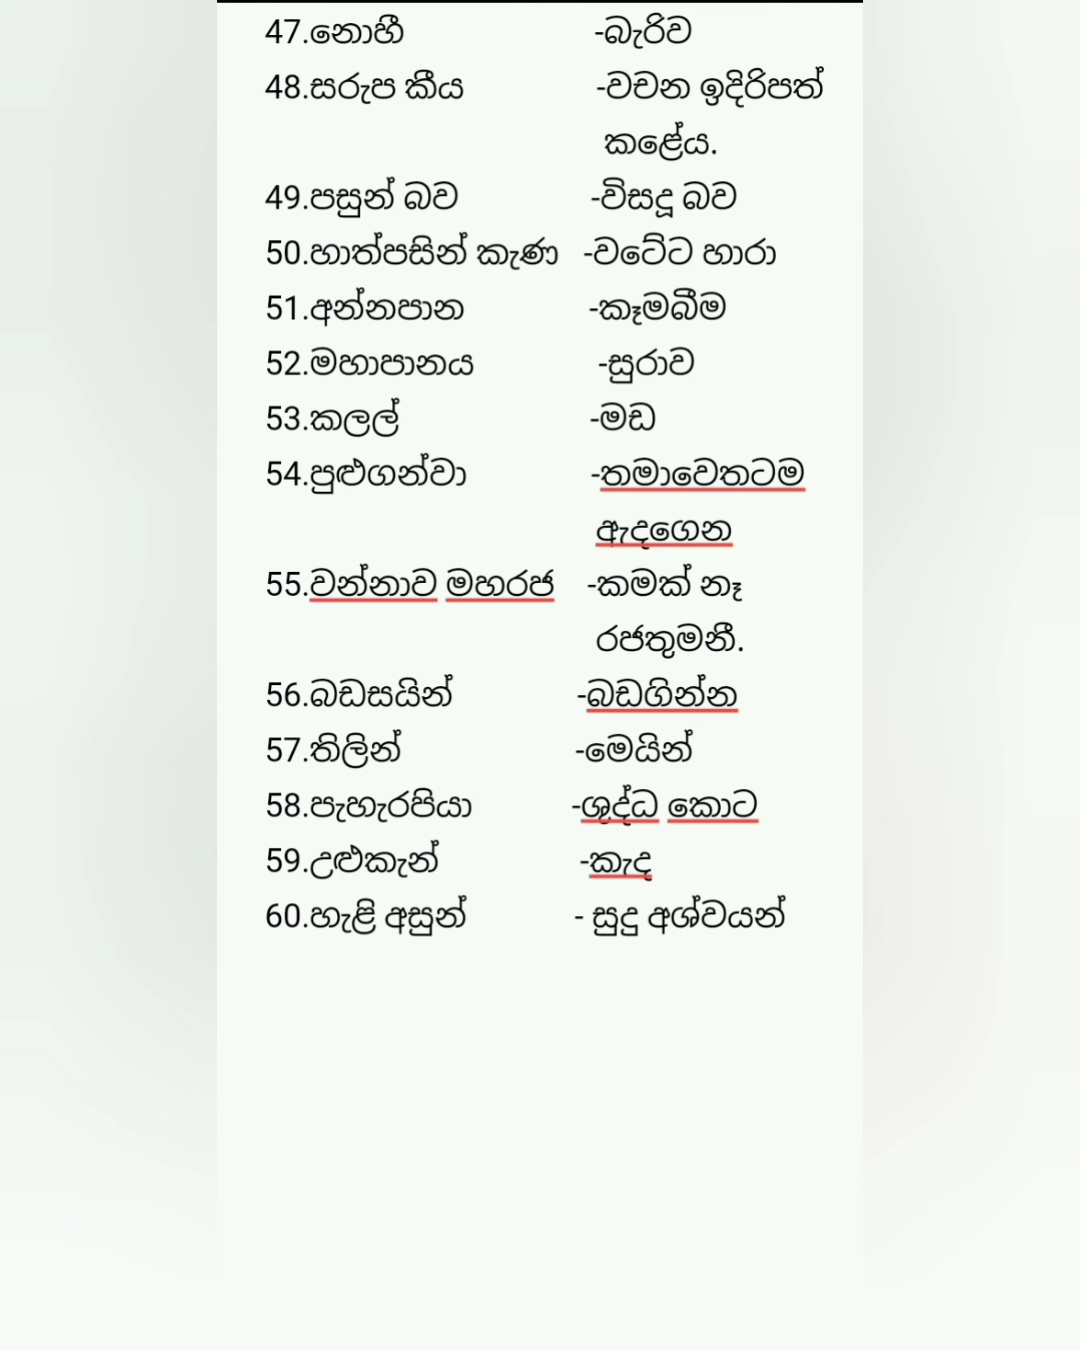 47.නොහී -බැරිව
48.සරුප කීය -වචන ඉදිරිපත්
කළේය.
49.පසුන් බව -විසඳූ බව
50.හාත්පසින් කැණ -වටේට හාරා
51.අන්නපාන -කෑමබීම
52.මහාපානය -සුරාව
53.කලල් -මඩ
54.පුළුගන්වා -තමාවෙතටම
ඇදගෙන
55.වන්නාව මහරජ -කමක් නෑ
රජතුමනී.
56.බඩසයින් -බඩගින්න
57.තිලින් -මෙයින්
58.පැහැරපියා -ශුද්ධ කොට
59.උළුකැන් -කැද
60.හැළි අසුන් - සුදු අශ්වයන්